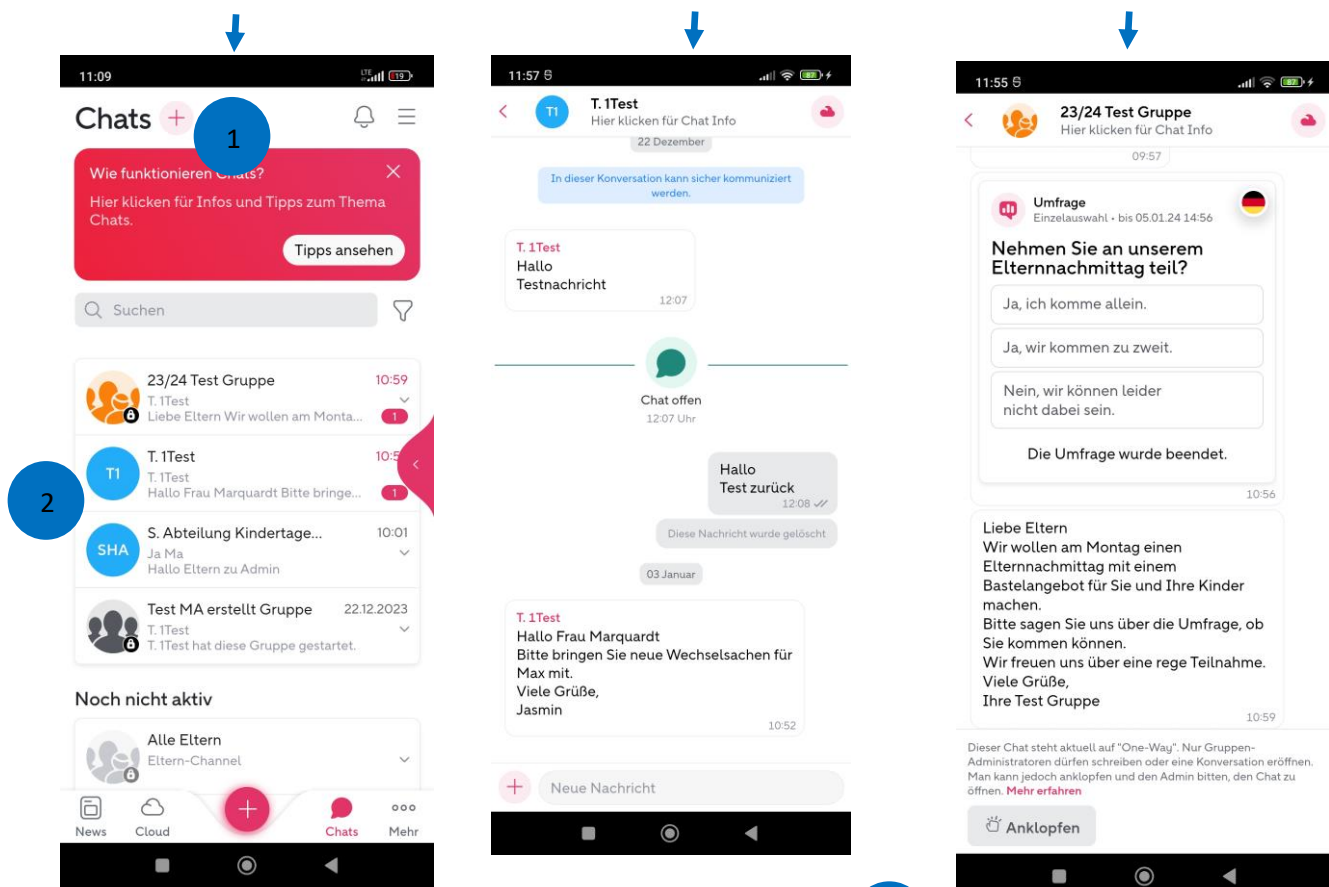 11:09
LTE
19
Chats +
1
Wie funktionieren Chats?
Hier klicken für Infos und Tipps zum Thema
Chats.
Tipps ansehen
Suchen
23/24 Test Gruppe 10:59
T. 1Test
Liebe Eltern Wir wollen am Monta... 1
T1
T. 1Test 10:5
T. 1Test
Hallo Frau Marquardt Bitte bringe... 1
2
SHA
S. Abteilung Kindertage... 10:01
Ja Ma
Hallo Eltern zu Admin
Test MA erstellt Gruppe 22.12.2023
T. 1Test
T. 1Test hat diese Gruppe gestartet.
Noch nicht aktiv
Alle Eltern
Eltern-Channel
News Cloud + Chats Mehr
11:57
87
T1
T. 1Test
Hier klicken für Chat Info
22 Dezember
In dieser Konversation kann sicher kommuniziert
werden.
T. 1Test
Hallo
Testnachricht
12:07
Chat offen
12:07 Uhr
Hallo
Test zurück
12:08
Diese Nachricht wurde gelöscht
03 Januar
T. 1Test
Hallo Frau Marquardt
Bitte bringen Sie neue Wechselsachen für
Max mit.
Viele Grüße,
Jasmin
10:52
+ Neue Nachricht
11:55
87
23/24 Test Gruppe
Hier klicken für Chat Info
09:57
Umfrage
Einzelauswahl • bis 05.01.24 14:56
Nehmen Sie an unserem
Elternnachmittag teil?
Ja, ich komme allein.
Ja, wir kommen zu zweit.
Nein, wir können leider
nicht dabei sein.
Die Umfrage wurde beendet.
10:56
Liebe Eltern
Wir wollen am Montag einen
Elternnachmittag mit einem
Bastelangebot für Sie und Ihre Kinder
machen.
Bitte sagen Sie uns über die Umfrage, ob
Sie kommen können.
Wir freuen uns über eine rege Teilnahme.
Viele Grüße,
Ihre Test Gruppe
10:59
Dieser Chat steht aktuell auf "One-Way". Nur Gruppen-
Administratoren dürfen schreiben oder eine Konversation eröffnen.
Man kann jedoch anklopfen und den Admin bitten, den Chat zu
öffnen. Mehr erfahren
Anklopfen